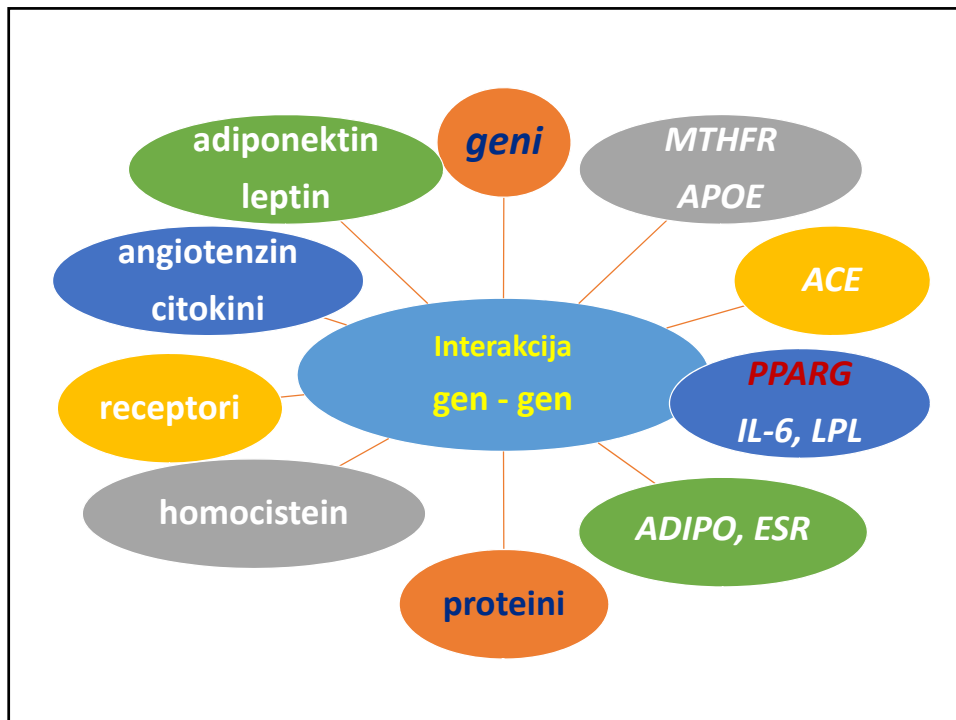 geni
MTHFR
APOE
ACE
PPARG
IL-6, LPL
ADIPO, ESR
proteini
homocistein
receptori
angiotenzin
citokini
adiponektin
leptin
Interakcija
gen - gen